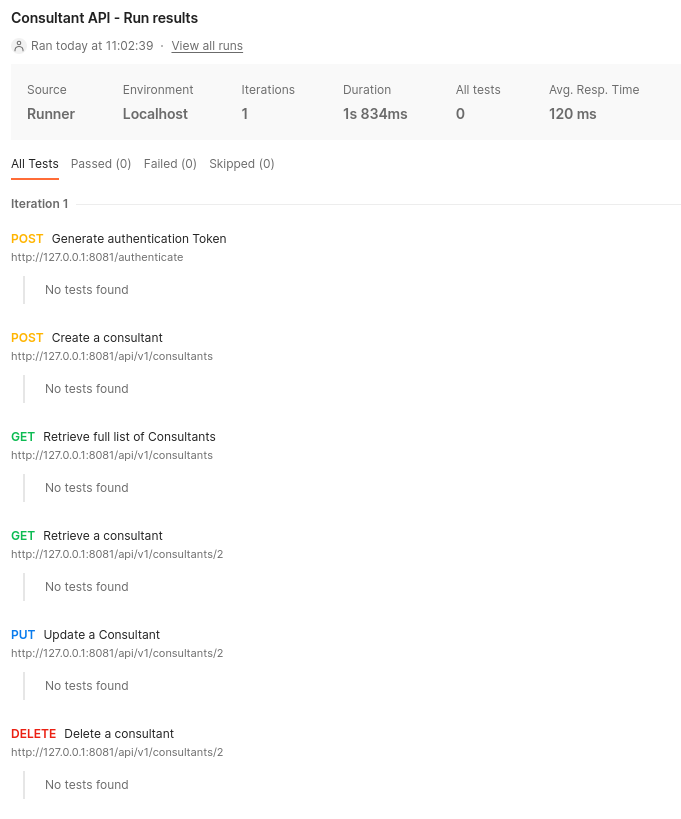 Consultant API - Run results
Ran today at 11:02:39 · View all runs
Source Environment Iterations Duration All tests Avg. Resp. Time
Runner Localhost 1 1s 834ms 0 120 ms
All Tests Passed (0) Failed (0) Skipped (0)
Iteration 1
POST Generate authentication Token
http://127.0.0.1:8081/authenticate
No tests found
POST Create a consultant
http://127.0.0.1:8081/api/v1/consultants
No tests found
GET Retrieve full list of Consultants
http://127.0.0.1:8081/api/v1/consultants
No tests found
GET Retrieve a consultant
http://127.0.0.1:8081/api/v1/consultants/2
No tests found
PUT Update a Consultant
http://127.0.0.1:8081/api/v1/consultants/2
No tests found
DELETE Delete a consultant
http://127.0.0.1:8081/api/v1/consultants/2
No tests found